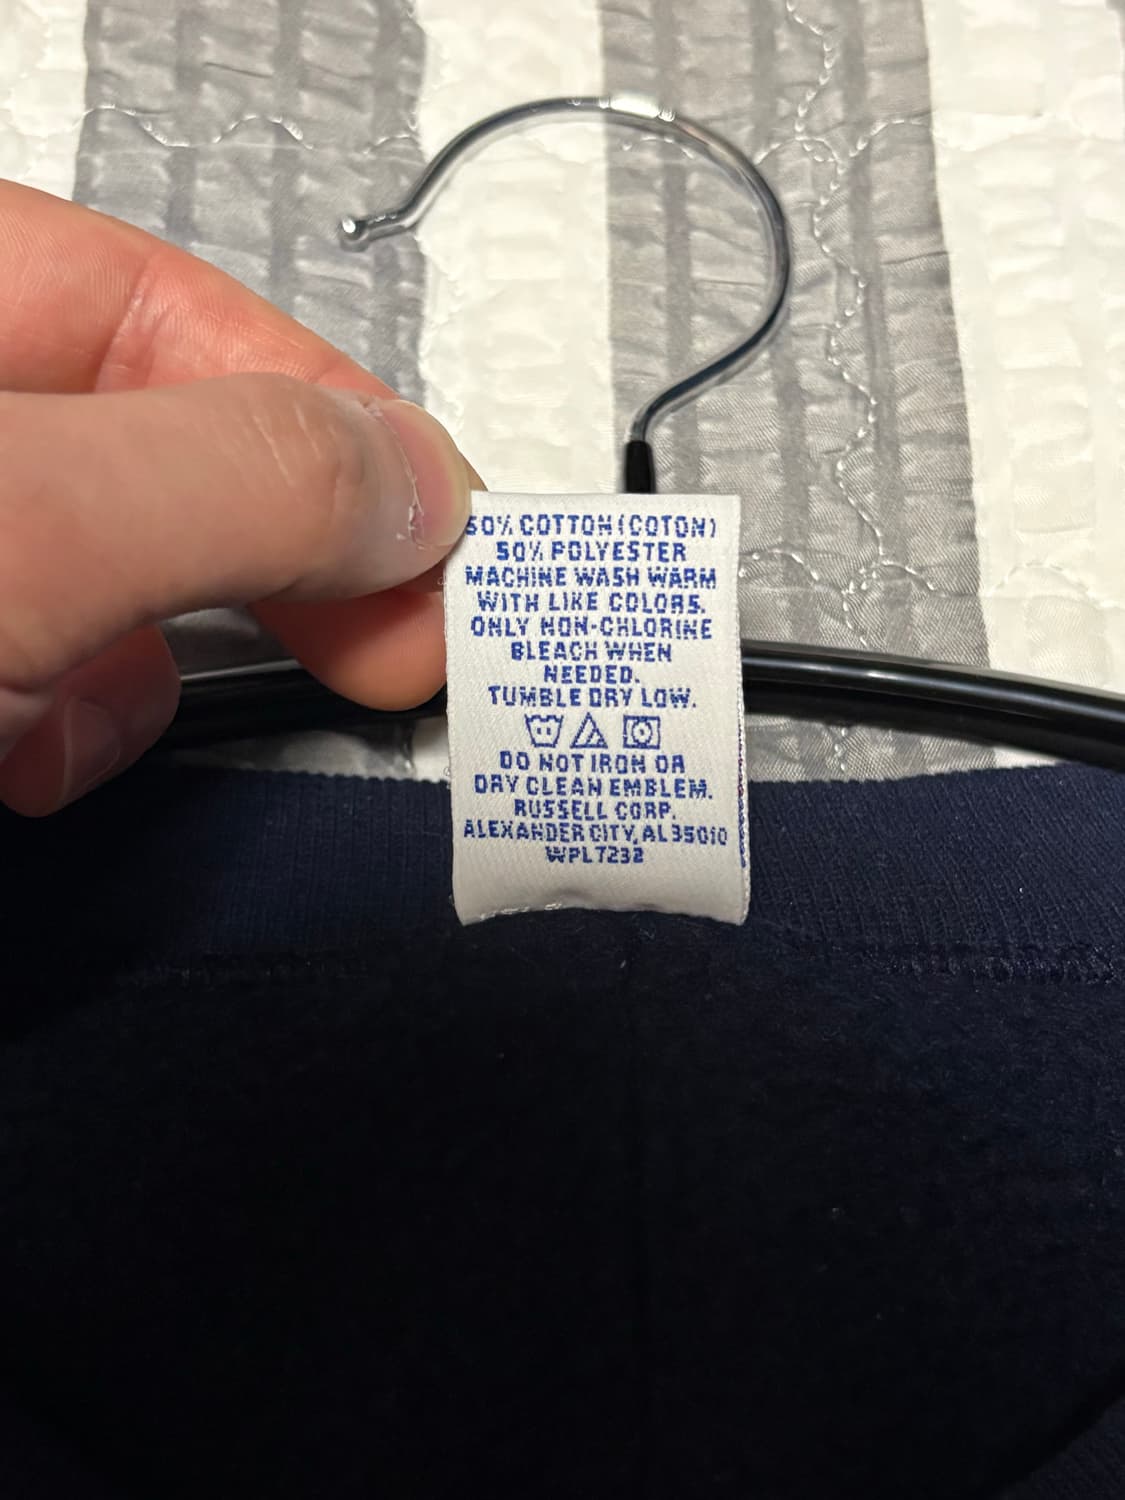 50% COTTON(COTON)
50% POLYESTER
MACHINE WASH WARM
WITH LIKE COLORS.
ONLY NON-CHLORINE
BLEACH WHEN
NEEDED.
TUMBLE DRY LOW.
DO NOT IRON OR
DRY CLEAN EMBLEM.
RUSSELL CORP.
ALEXANDER CITY, AL 35010
WPL 7232